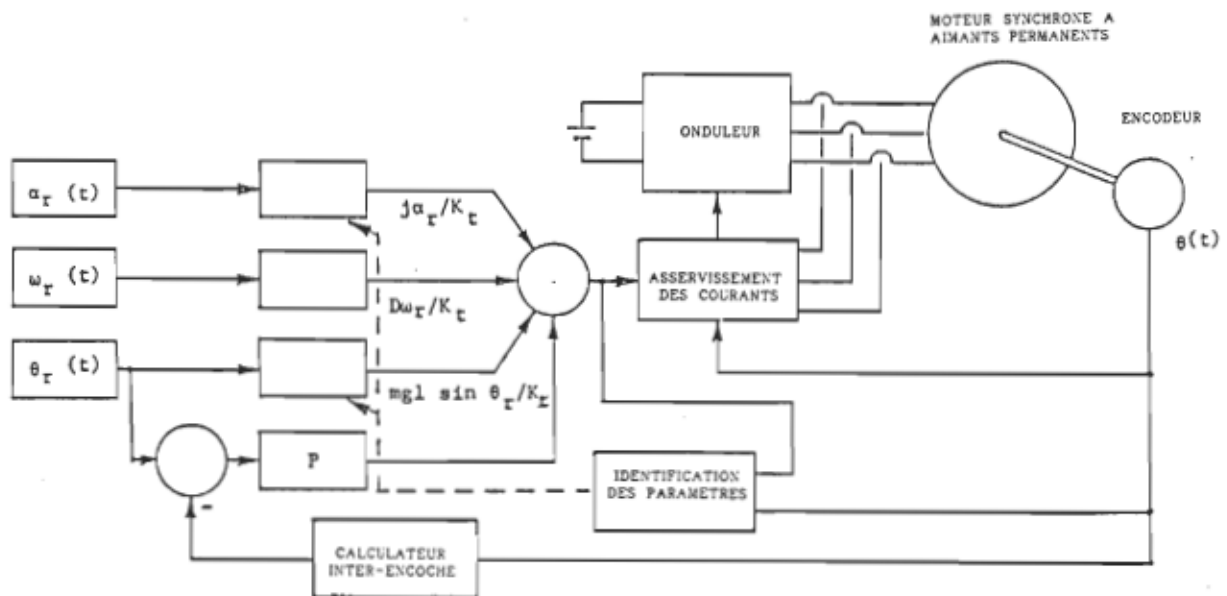 MOTEUR SYNCHRONE A
AIMANTS PERMANENTS
ONDULEUR
ENCODEUR
α_r (t)
jα_r/K_t
θ(t)
ω_r (t)
ASSERVISSEMENT
DES COURANTS
Dω_r/K_t
θ_r (t)
mgl sin θ_r/K_t
P
IDENTIFICATION
DES PARAMETRES
-
CALCULATEUR
INTER-ENCOCHE